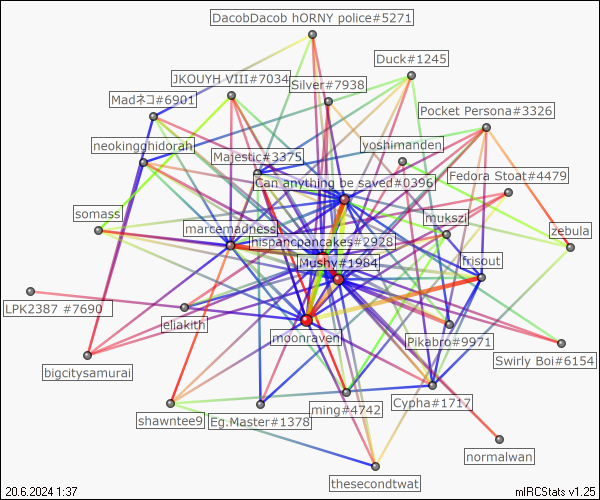 DacobDacob hORNY police#5271
Duck#1245
JKOUYH VIII#7034
Silver#7938
Madネコ#6901
Pocket Persona#3326
neokingghidorah
yoshimanden
Majestic#3375
Fedora Stoat#4479
Can anything be saved#0396
somass
mukszi
marcemadness
zebula
hispancpancakes#2928
Mushy#1984
frisout
LPK2387 #7690
eliakith
moonraven
Pikabro#9971
Swirly Boi#6154
bigcitysamurai
Cypha#1717
ming#4742
shawntee9
Eg.Master#1378
normalwan
thesecondtwat
20.6.2024 1:37
mIRCStats v1.25